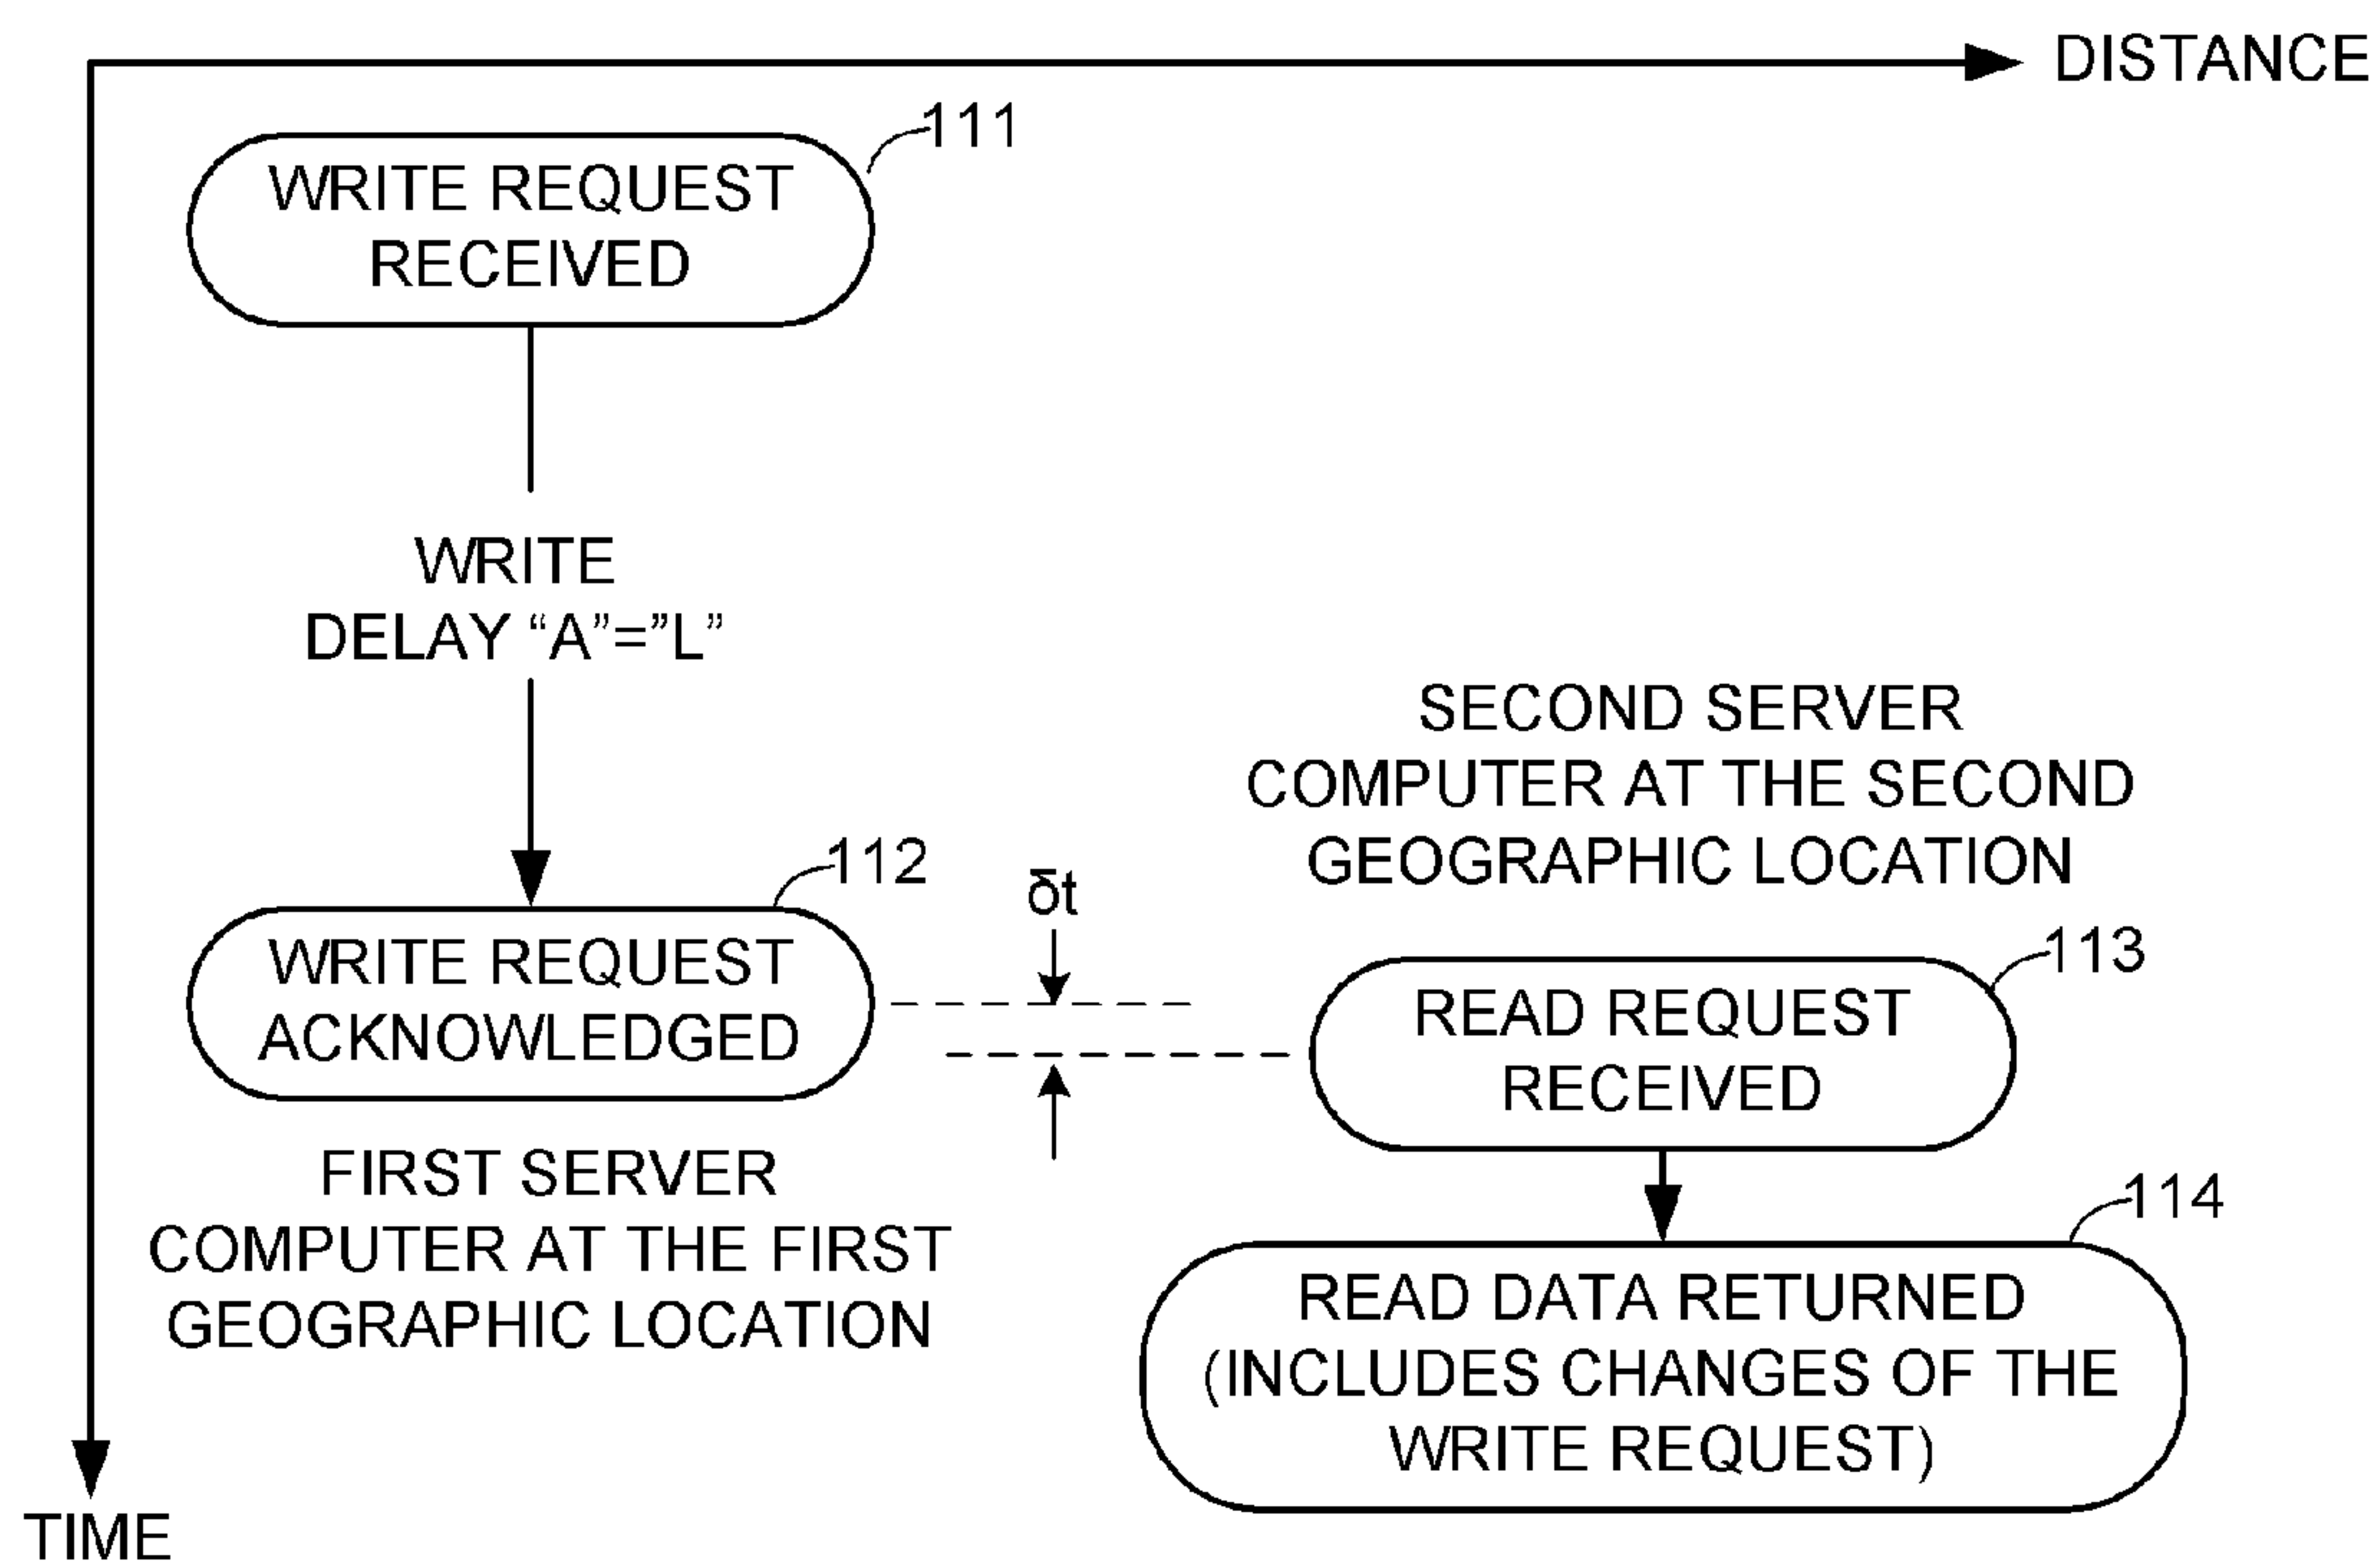 DISTANCE
111
WRITE REQUEST
RECEIVED
WRITE
DELAY “A”=”L”
SECOND SERVER
COMPUTER AT THE SECOND
GEOGRAPHIC LOCATION
112
δt
WRITE REQUEST
ACKNOWLEDGED
113
READ REQUEST
RECEIVED
FIRST SERVER
COMPUTER AT THE FIRST
GEOGRAPHIC LOCATION
114
READ DATA RETURNED
(INCLUDES CHANGES OF THE
WRITE REQUEST)
TIME